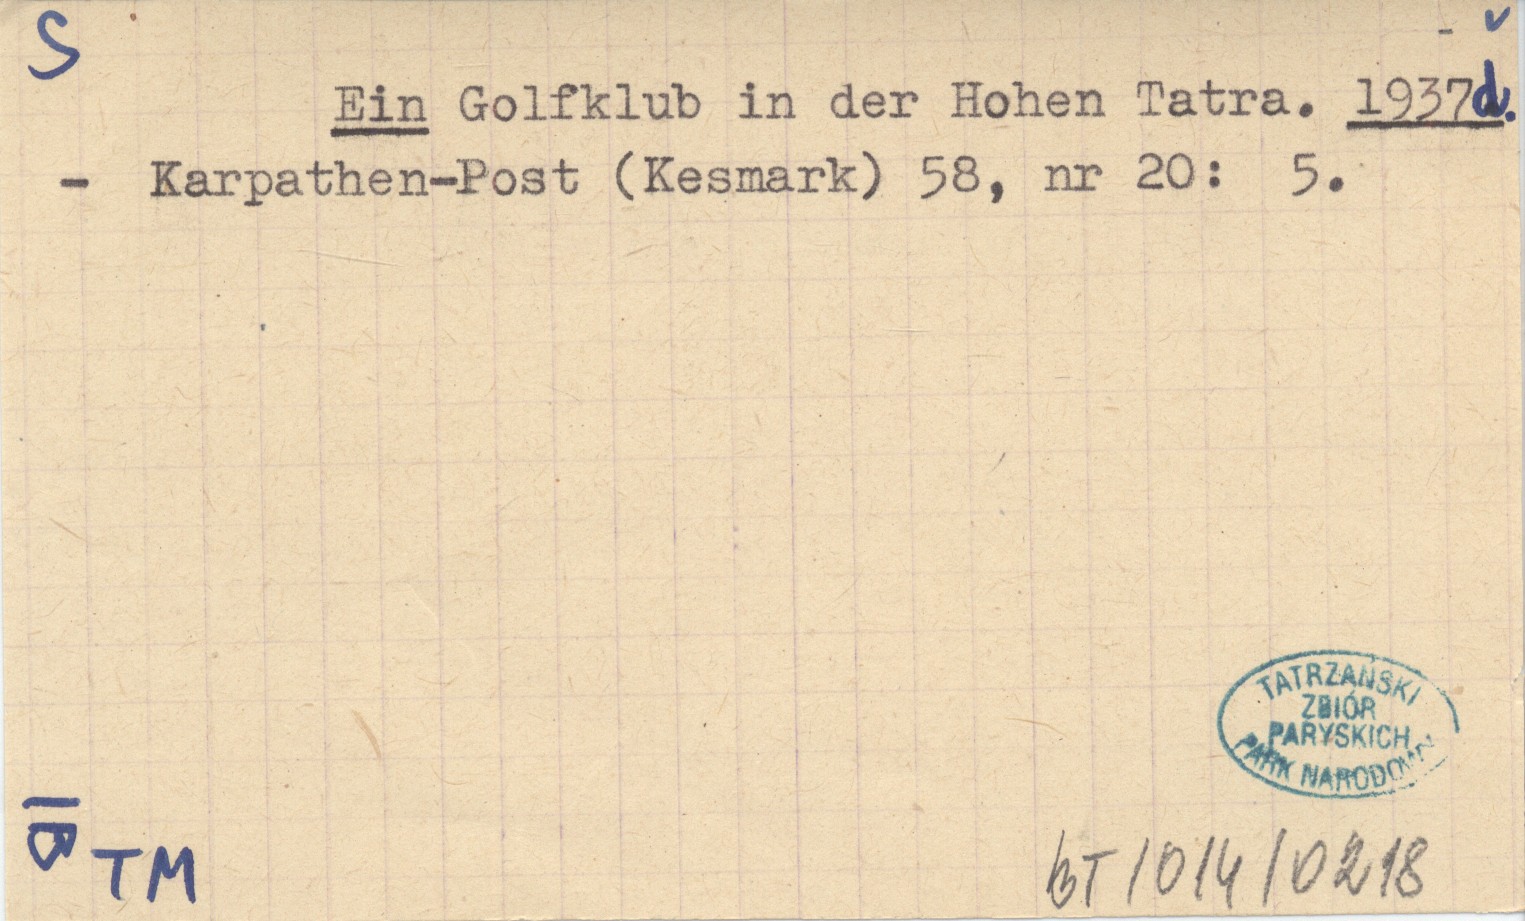 S
Ein Golfklub in der Hohen Tatra. 1937d.
- Karpathen-Post (Kesmark) 58, nr 20: 5.
TATRZAŃSKI
ZBIÓR
PARYSKICH
PARK NARODOWY
TM
BT/014/0218